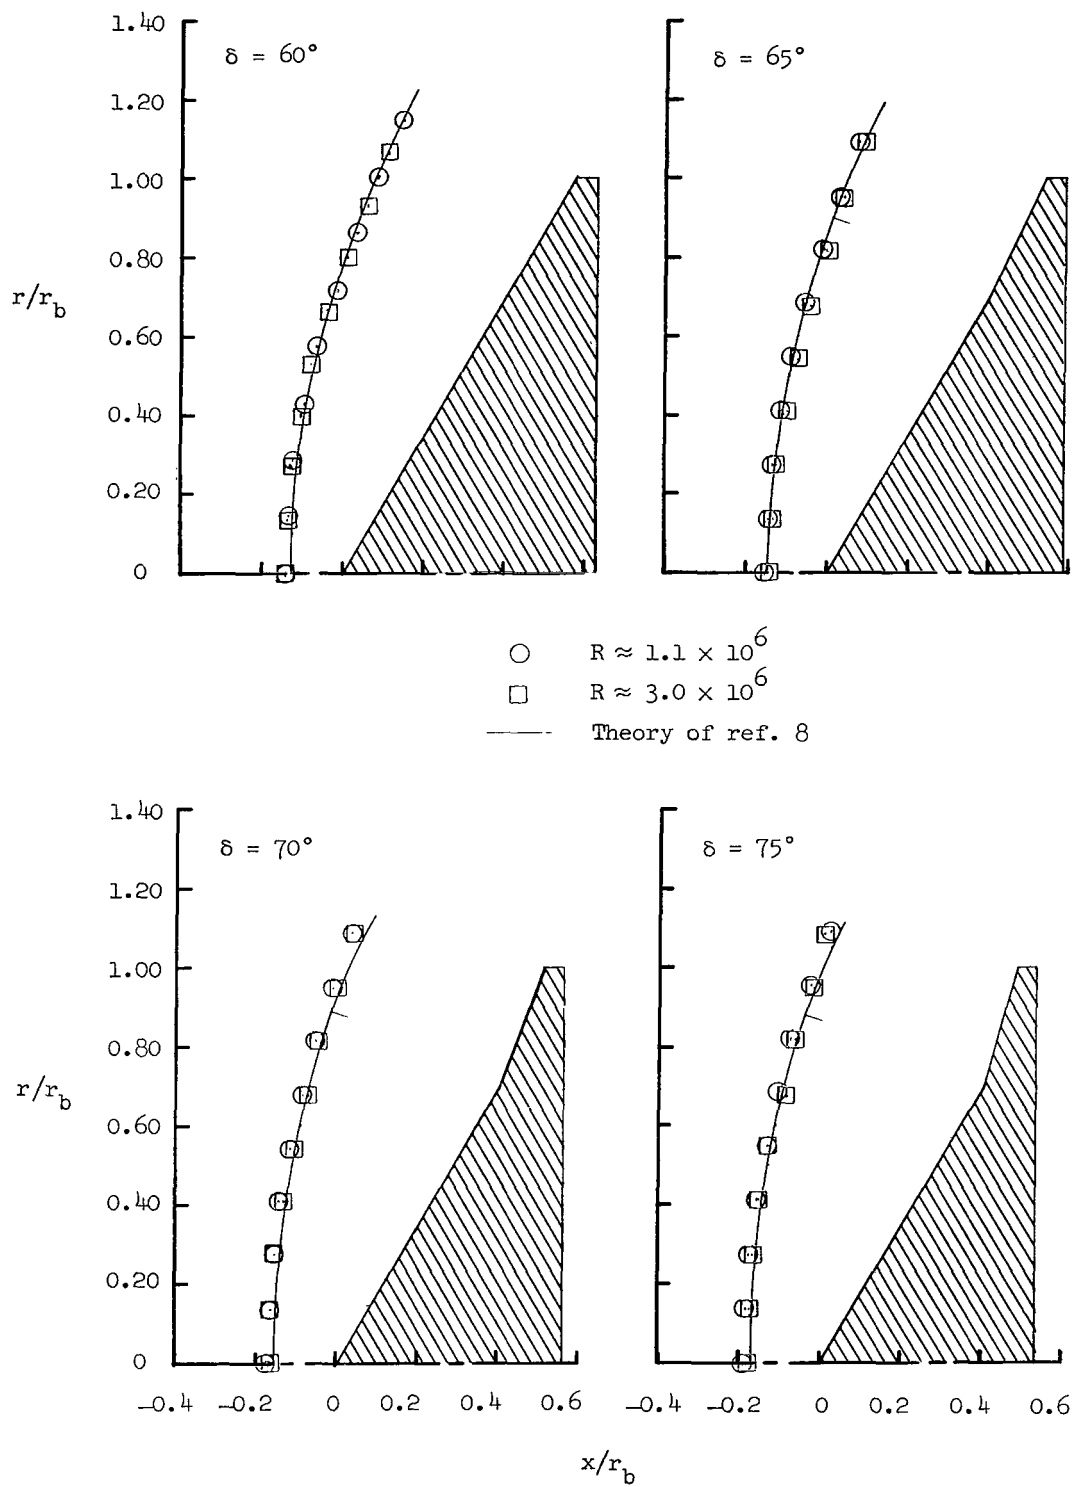 1.40
δ = 60°
δ = 65°
1.20
1.00
0.80
r/r_b
0.60
0.40
0.20
0
R ≈ 1.1 × 10^6
R ≈ 3.0 × 10^6
Theory of ref. 8
1.40
δ = 70°
δ = 75°
1.20
1.00
0.80
r/r_b
0.60
0.40
0.20
0
-0.4 -0.2 0 0.2 0.4 0.6 -0.4 -0.2 0 0.2 0.4 0.6
x/r_b